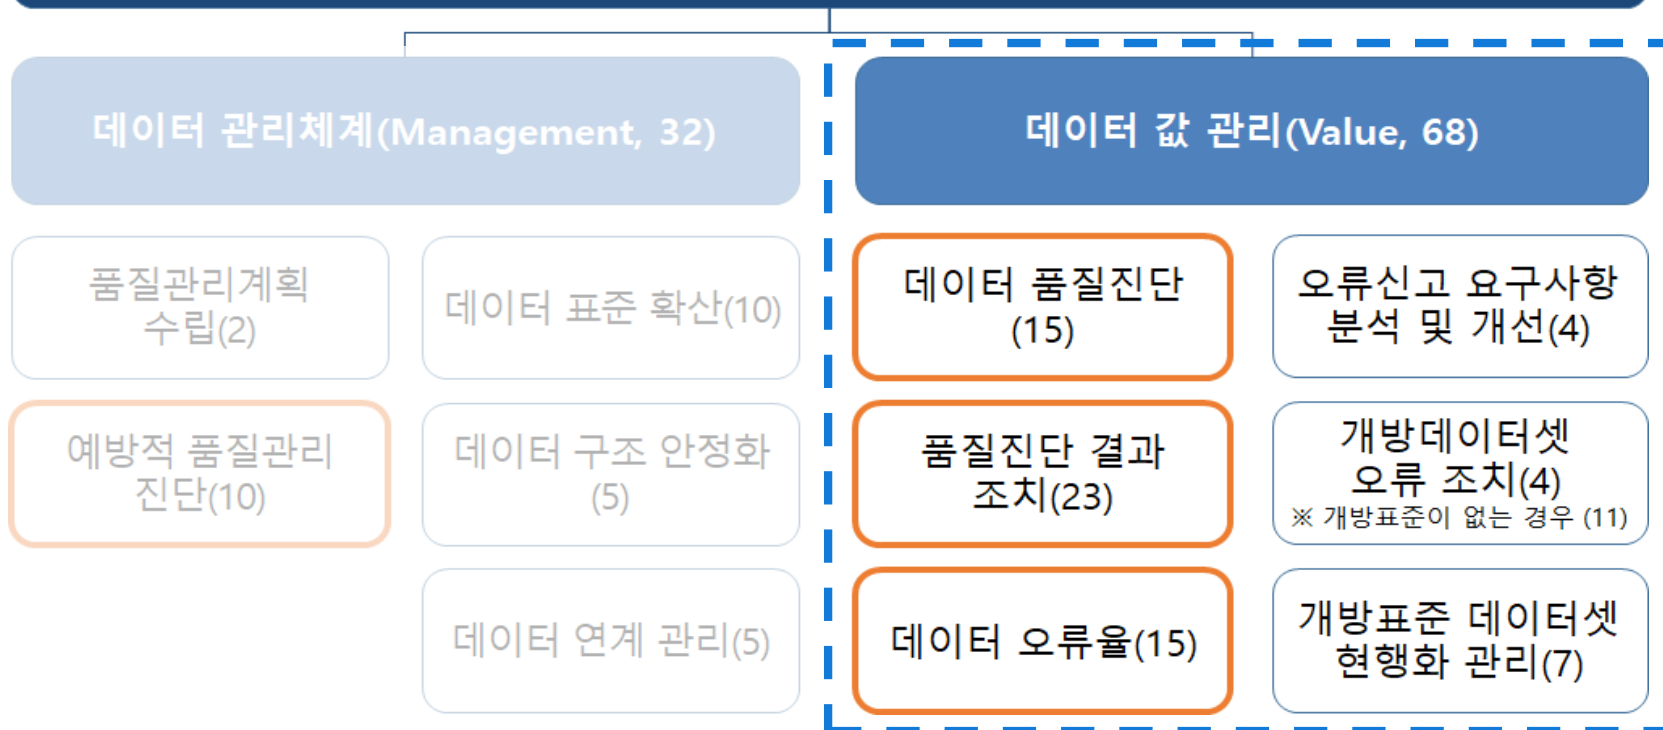 데이터 관리체계(Management, 32)
데이터 값 관리(Value, 68)
품질관리계획
수립(2)
데이터 표준 확산(10)
데이터 품질진단
(15)
오류신고 요구사항
분석 및 개선(4)
예방적 품질관리
진단(10)
데이터 구조 안정화
(5)
품질진단 결과
조치(23)
개방데이터셋
오류 조치(4)
※ 개방표준이 없는 경우 (11)
데이터 연계 관리(5)
데이터 오류율(15)
개방표준 데이터셋
현행화 관리(7)